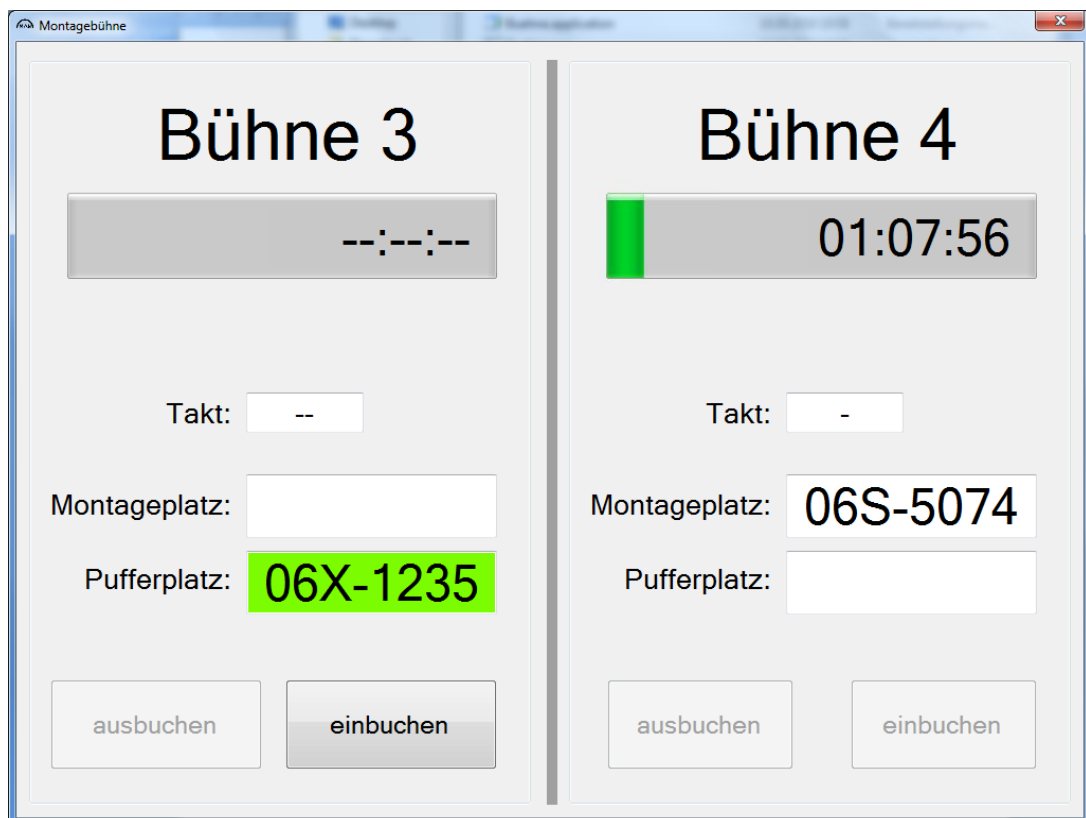 Montagebühne
Bühne 3
--:--:--
Takt: --
Montageplatz:
Pufferplatz: 06X-1235
ausbuchen einbuchen
Bühne 4
01:07:56
Takt: -
Montageplatz: 06S-5074
Pufferplatz:
ausbuchen einbuchen